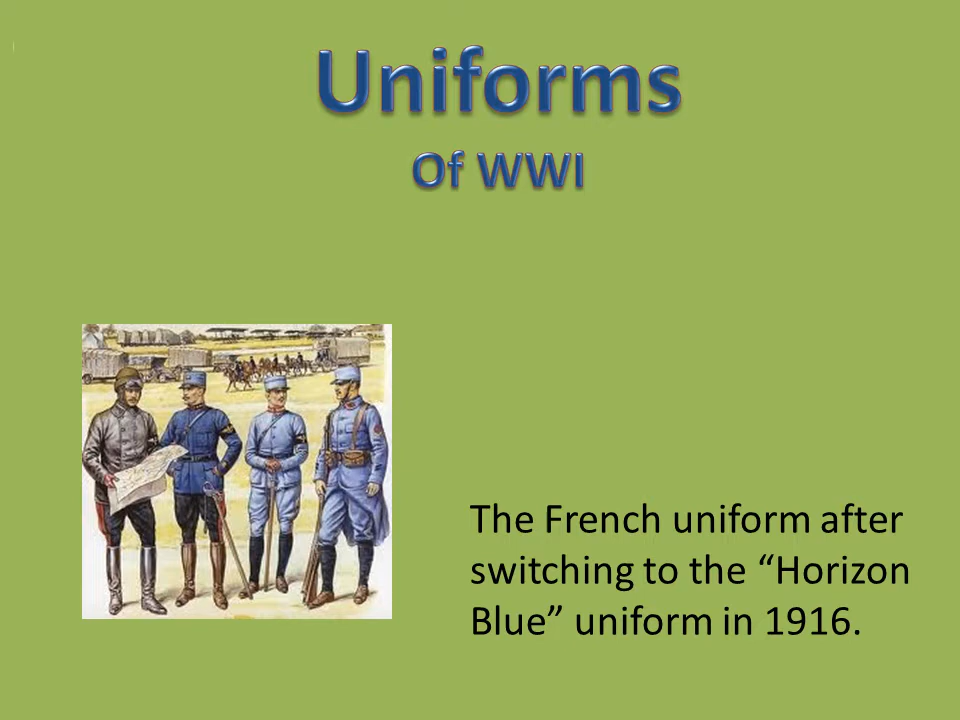 Uniforms
Of WWI
The French uniform after
switching to the “Horizon
Blue” uniform in 1916.